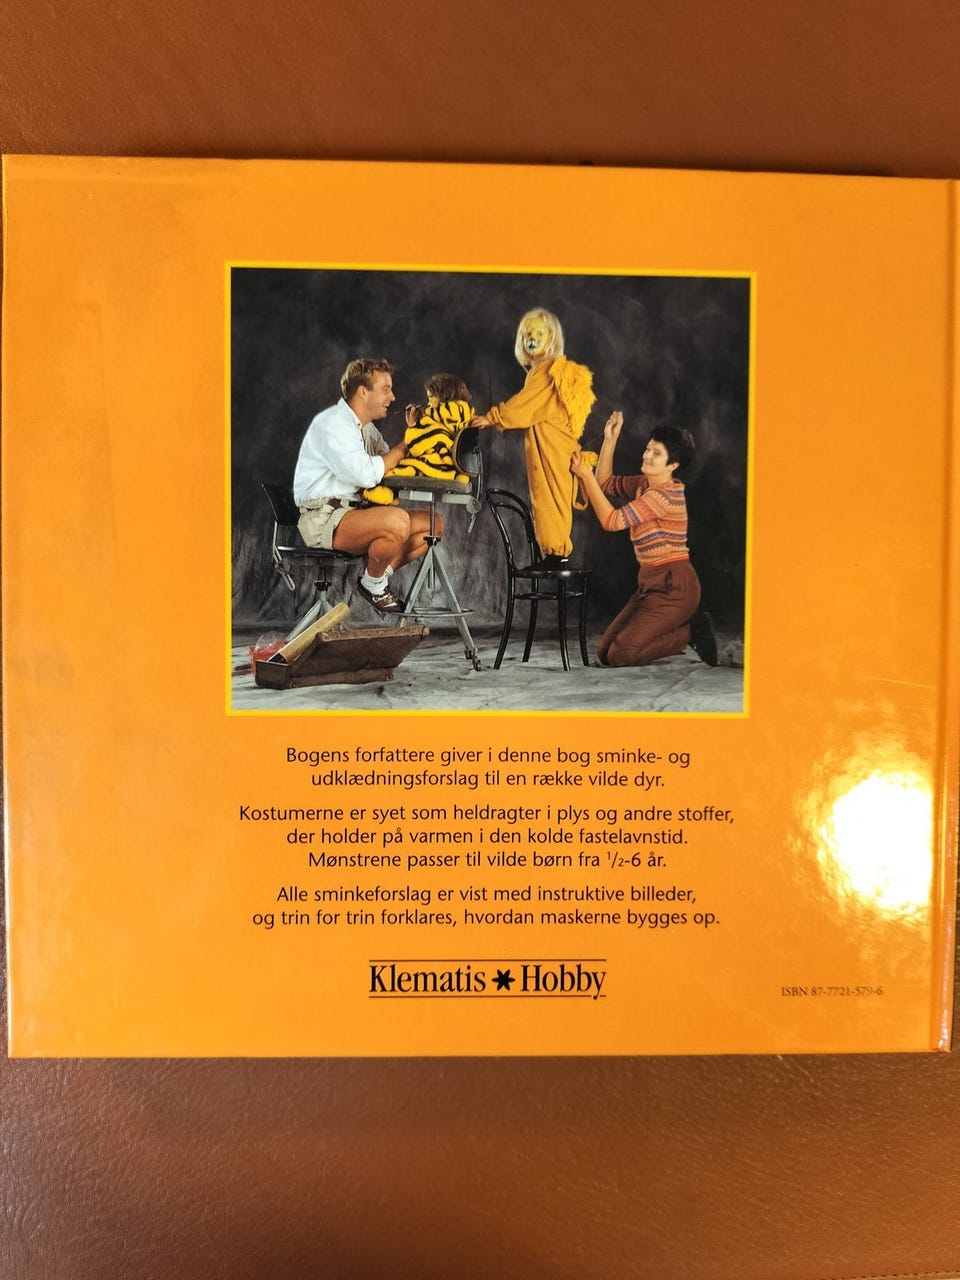 Bogens forfattere giver i denne bog sminke- og
udklædningsforslag til en række vilde dyr.
Kostumerne er syet som heldragter i plys og andre stoffer,
der holder på varmen i den kolde fastelavnstid.
Mønstrene passer til vilde børn fra 1/2-6 år.
Alle sminkeforslag er vist med instruktive billeder,
og trin for trin forklares, hvordan maskerne bygges op.
Klematis * Hobby
ISBN 87-7721-579-6